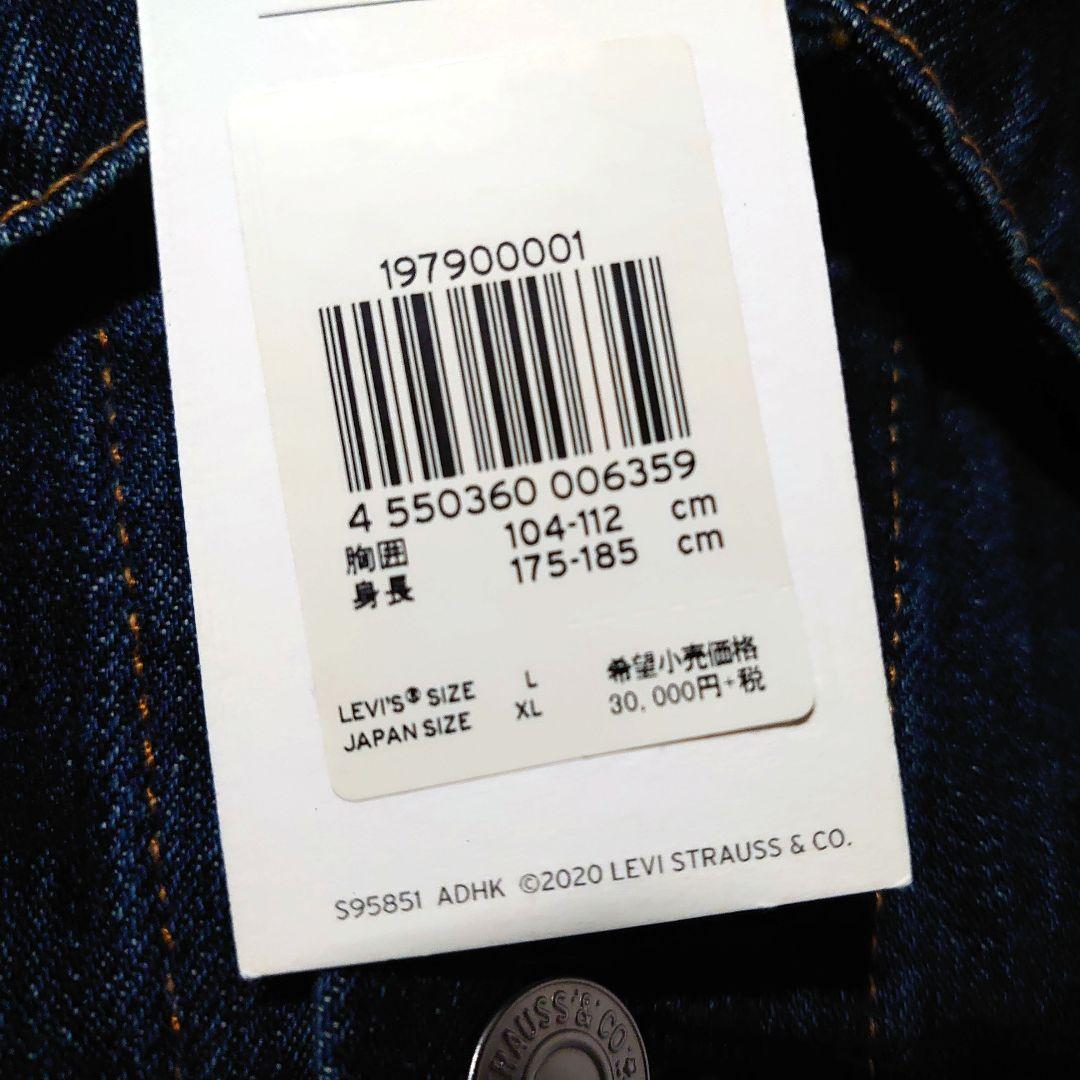 197900001
4 550360 006359
胸囲 104-112 cm
身長 175-185 cm
LEVI'S® SIZE L
JAPAN SIZE XL
希望小売価格
30,000円+税
S95851 ADHK ©2020 LEVI STRAUSS & CO.
RAUSS & CO